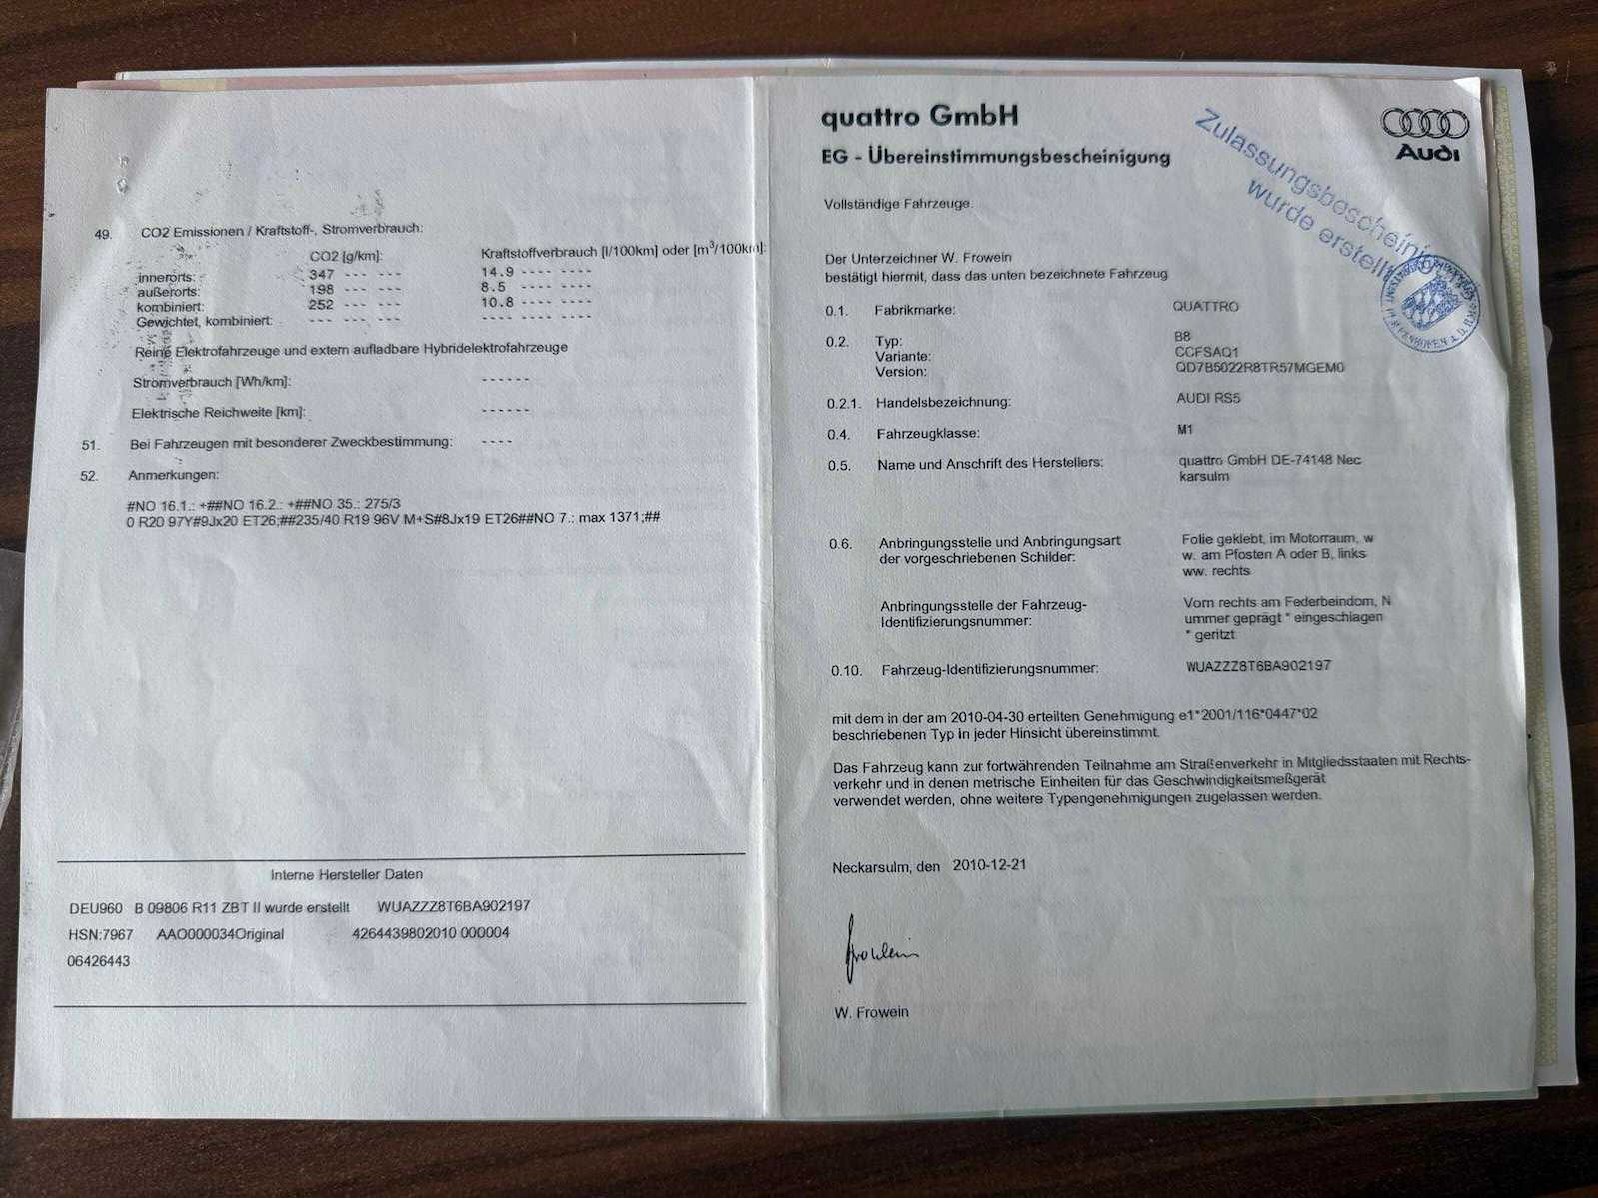 49. CO2 Emissionen / Kraftstoff-, Stromverbrauch:
CO2 [g/km]: Kraftstoffverbrauch [l/100km] oder [m³/100km]:
innerorts: 347 --- --- 14.9 ---- ----
außerorts: 198 --- --- 8.5 ---- ----
kombiniert: 252 --- --- 10.8 ---- ----
Gewichtet, kombiniert: --- --- --- ---- ---- ----
Reine Elektrofahrzeuge und extern aufladbare Hybridelektrofahrzeuge
Stromverbrauch [Wh/km]: ------
Elektrische Reichweite [km]: ------
51. Bei Fahrzeugen mit besonderer Zweckbestimmung: ----
52. Anmerkungen:
#NO 16.1.: +##NO 16.2.: +##NO 35.: 275/3
0 R20 97Y#9Jx20 ET26;##235/40 R19 96V M+S#8Jx19 ET26##NO 7.: max 1371;##
Interne Hersteller Daten
DEU960 B 09806 R11 ZBT II wurde erstellt WUAZZZ8T6BA902197
HSN:7967 AAO000034Original 4264439802010 000004
06426443
quattro GmbH
EG - Übereinstimmungsbescheinigung
Audi
Zulassungsbescheinig
wurde erstellt
Vollständige Fahrzeuge.
Der Unterzeichner W. Frowein
bestätigt hiermit, dass das unten bezeichnete Fahrzeug
0.1. Fabrikmarke: QUATTRO
0.2. Typ: B8
Variante: CCFSAQ1
Version: QD7B5022R8TR57MGEM0
0.2.1. Handelsbezeichnung: AUDI RS5
0.4. Fahrzeugklasse: M1
0.5. Name und Anschrift des Herstellers: quattro GmbH DE-74148 Nec
karsulm
0.6. Anbringungsstelle und Anbringungsart Folie geklebt, im Motorraum, w
der vorgeschriebenen Schilder: w. am Pfosten A oder B, links
ww. rechts
Anbringungsstelle der Fahrzeug- Vorn rechts am Federbeindom, N
Identifizierungsnummer: ummer geprägt * eingeschlagen
* geritzt
0.10. Fahrzeug-Identifizierungsnummer: WUAZZZ8T6BA902197
mit dem in der am 2010-04-30 erteilten Genehmigung e1*2001/116*0447*02
beschriebenen Typ in jeder Hinsicht übereinstimmt.
Das Fahrzeug kann zur fortwährenden Teilnahme am Straßenverkehr in Mitgliedsstaaten mit Rechts-
verkehr und in denen metrische Einheiten für das Geschwindigkeitsmeßgerät
verwendet werden, ohne weitere Typengenehmigungen zugelassen werden.
Neckarsulm, den 2010-12-21
Frowein
W. Frowein